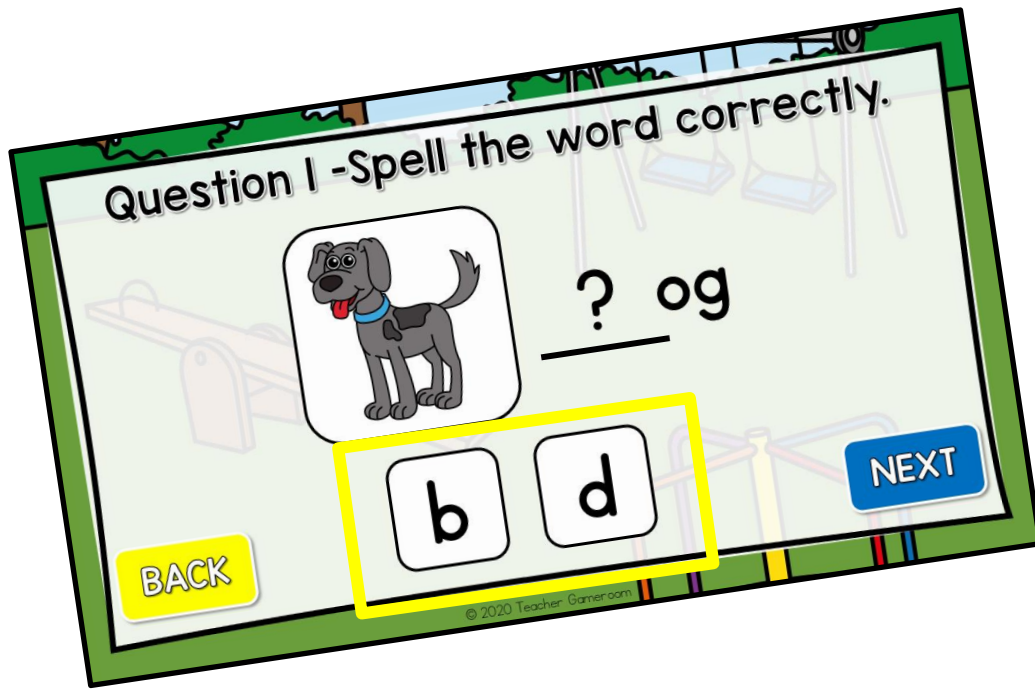 Question 1 -Spell the word correctly.
? og
b d
NEXT
BACK
© 2020 Teacher Gameroom